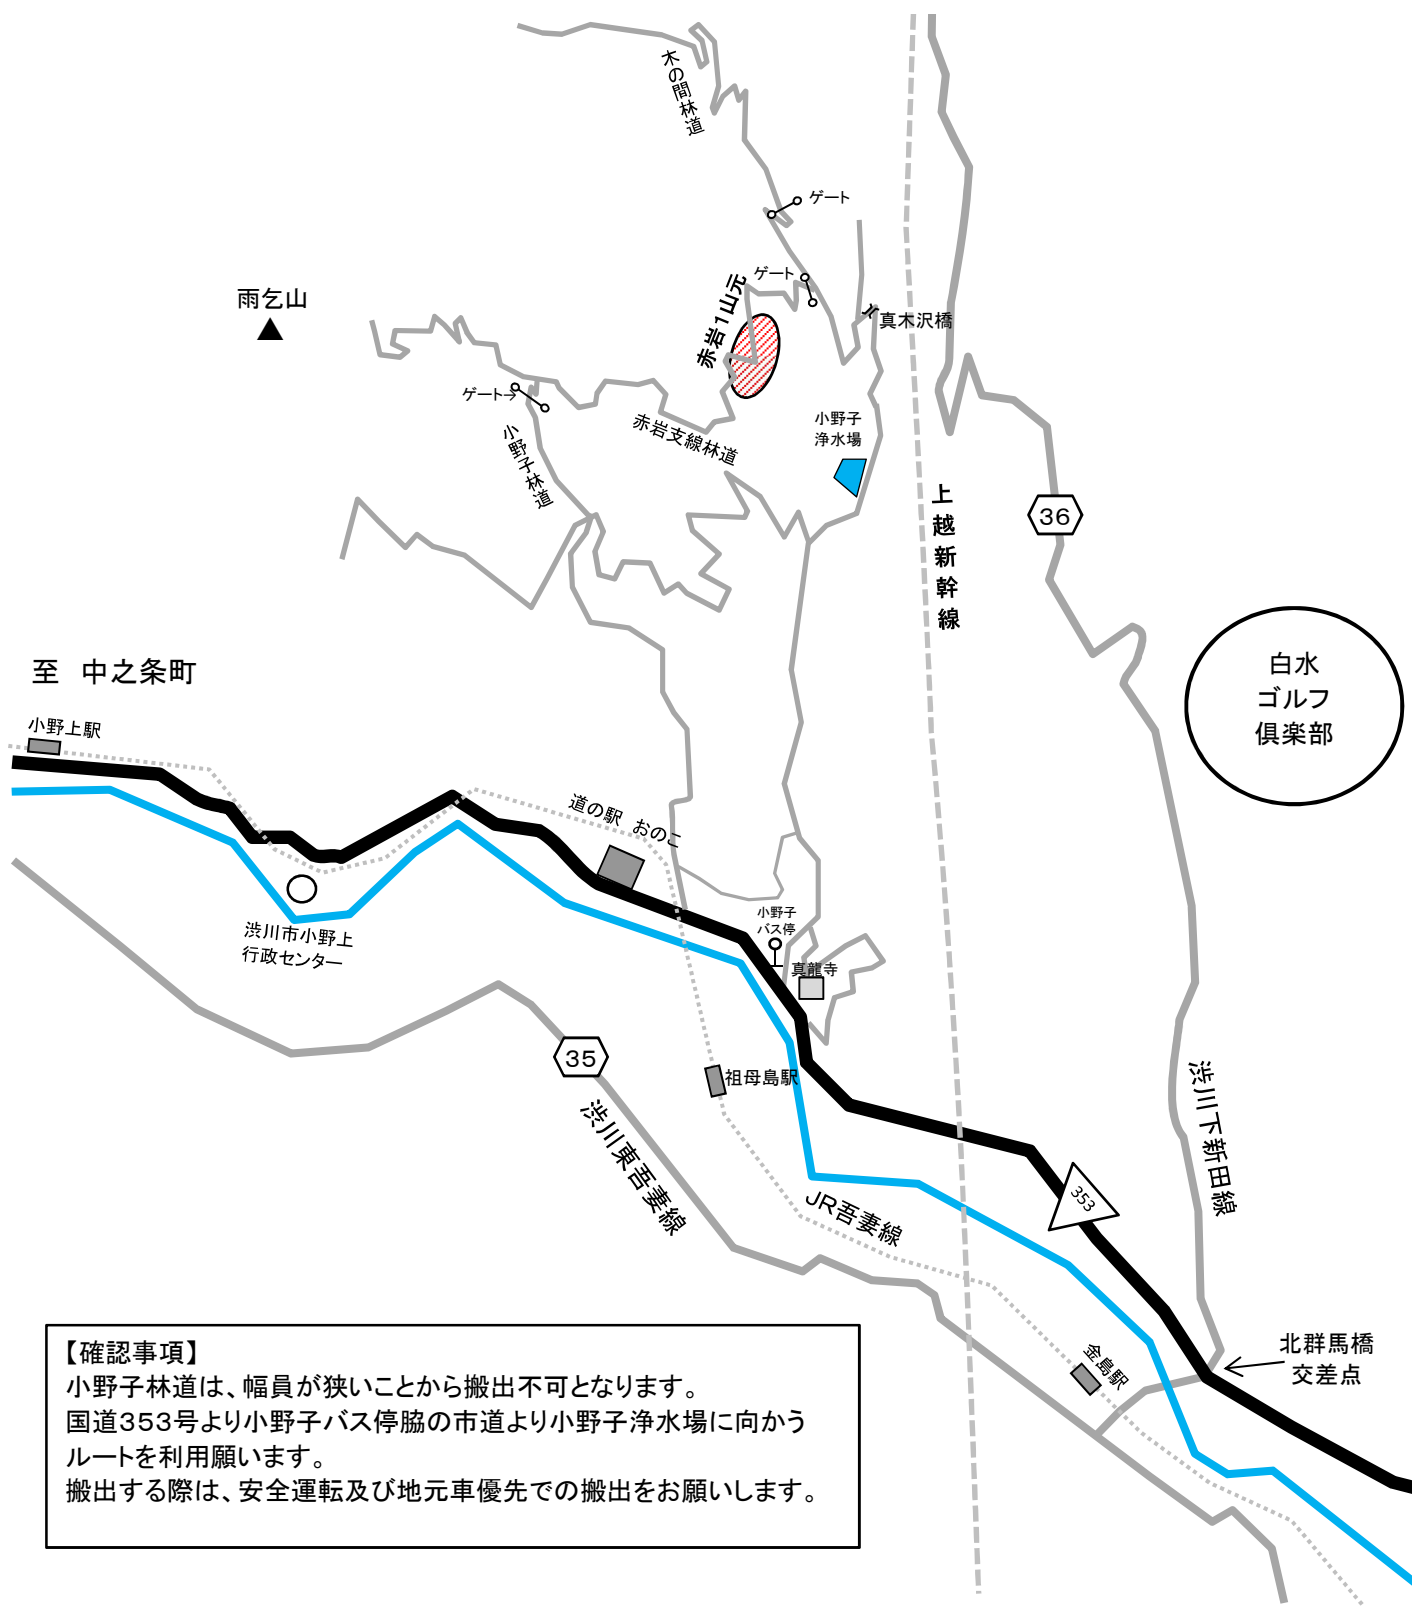 木の間林道
ゲート
ゲート
雨乞山
赤岩1山元
真木沢橋
ゲート→
小野子林道
赤岩支線林道
小野子
浄水場
上越新幹線
36
白水
ゴルフ
倶楽部
至 中之条町
小野上駅
道の駅 おのこ
渋川市小野上
行政センター
小野子
バス停
真龍寺
35
祖母島駅
渋川東吾妻線
JR吾妻線
353
渋川下新田線
金島駅
北群馬橋
交差点
【確認事項】
小野子林道は、幅員が狭いことから搬出不可となります。
国道353号より小野子バス停脇の市道より小野子浄水場に向かう
ルートを利用願います。
搬出する際は、安全運転及び地元車優先での搬出をお願いします。